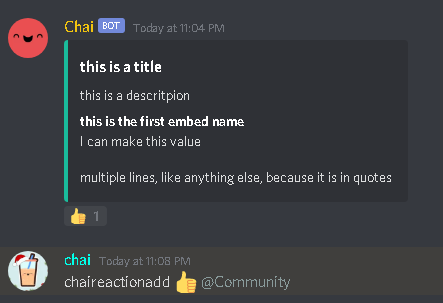 Chai BOT Today at 11:04 PM
this is a title
this is a descritpion
this is the first embed name
I can make this value
multiple lines, like anything else, because it is in quotes
👍 1
chai Today at 11:08 PM
chaireactionadd 👍 @Community